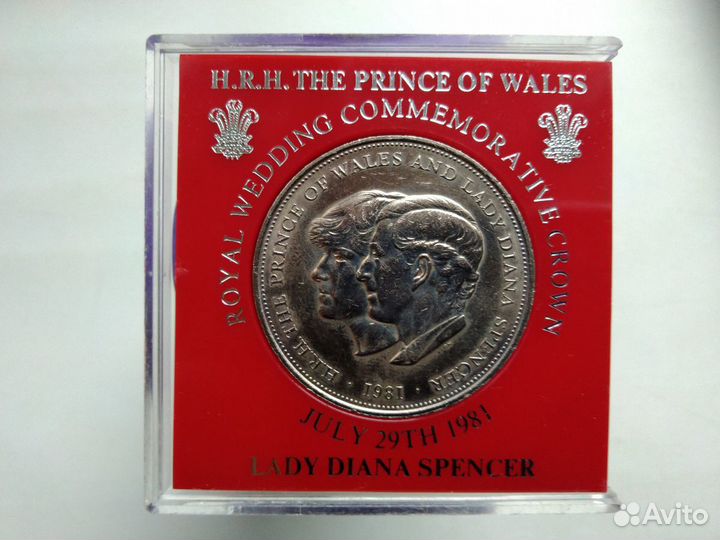 H.R.H. THE PRINCE OF WALES
ROYAL WEDDING COMMEMORATIVE CROWN
H.R.H. THE PRINCE OF WALES AND LADY DIANA SPENCER
· 1981 ·
JULY 29TH 1981
LADY DIANA SPENCER
Avito